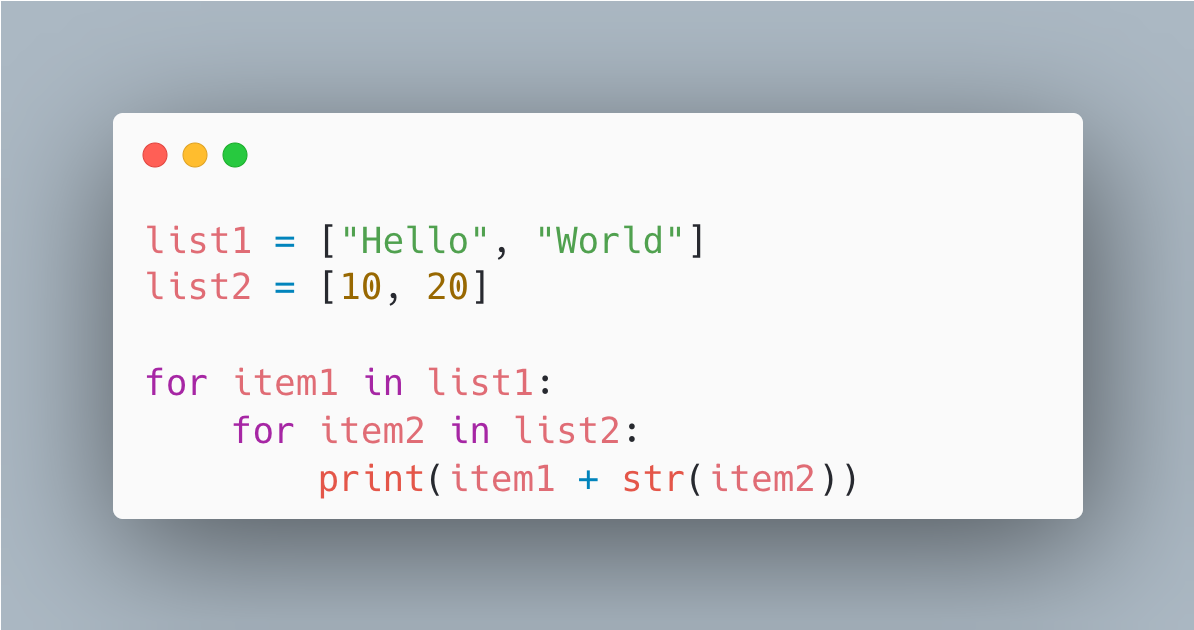 list1 = ["Hello", "World"]
list2 = [10, 20]
for item1 in list1:
    for item2 in list2:
        print(item1 + str(item2))